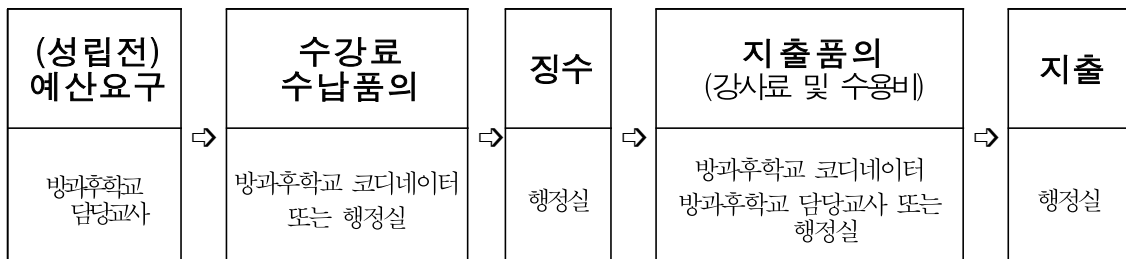 (성립전)
예산요구
수강료
수납품의
징수
지출품의
(강사료 및 수용비)
지출
방과후학교
담당교사
방과후학교 코디네이터
또는 행정실
행정실
방과후학교 코디네이터
방과후학교 담당교사 또는
행정실
행정실